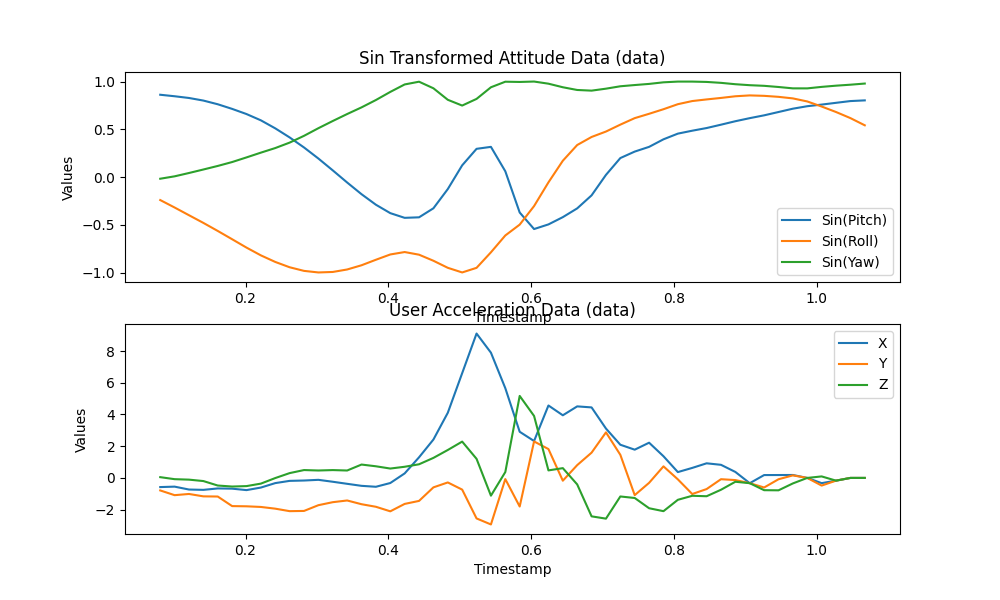 Sin Transformed Attitude Data (data)
Values
1.0
0.5
0.0
−0.5
−1.0
Sin(Pitch)
Sin(Roll)
Sin(Yaw)
0.2 0.4 0.6 0.8 1.0
Timestamp
User Acceleration Data (data)
Values
8
6
4
2
0
−2
X
Y
Z
0.2 0.4 0.6 0.8 1.0
Timestamp